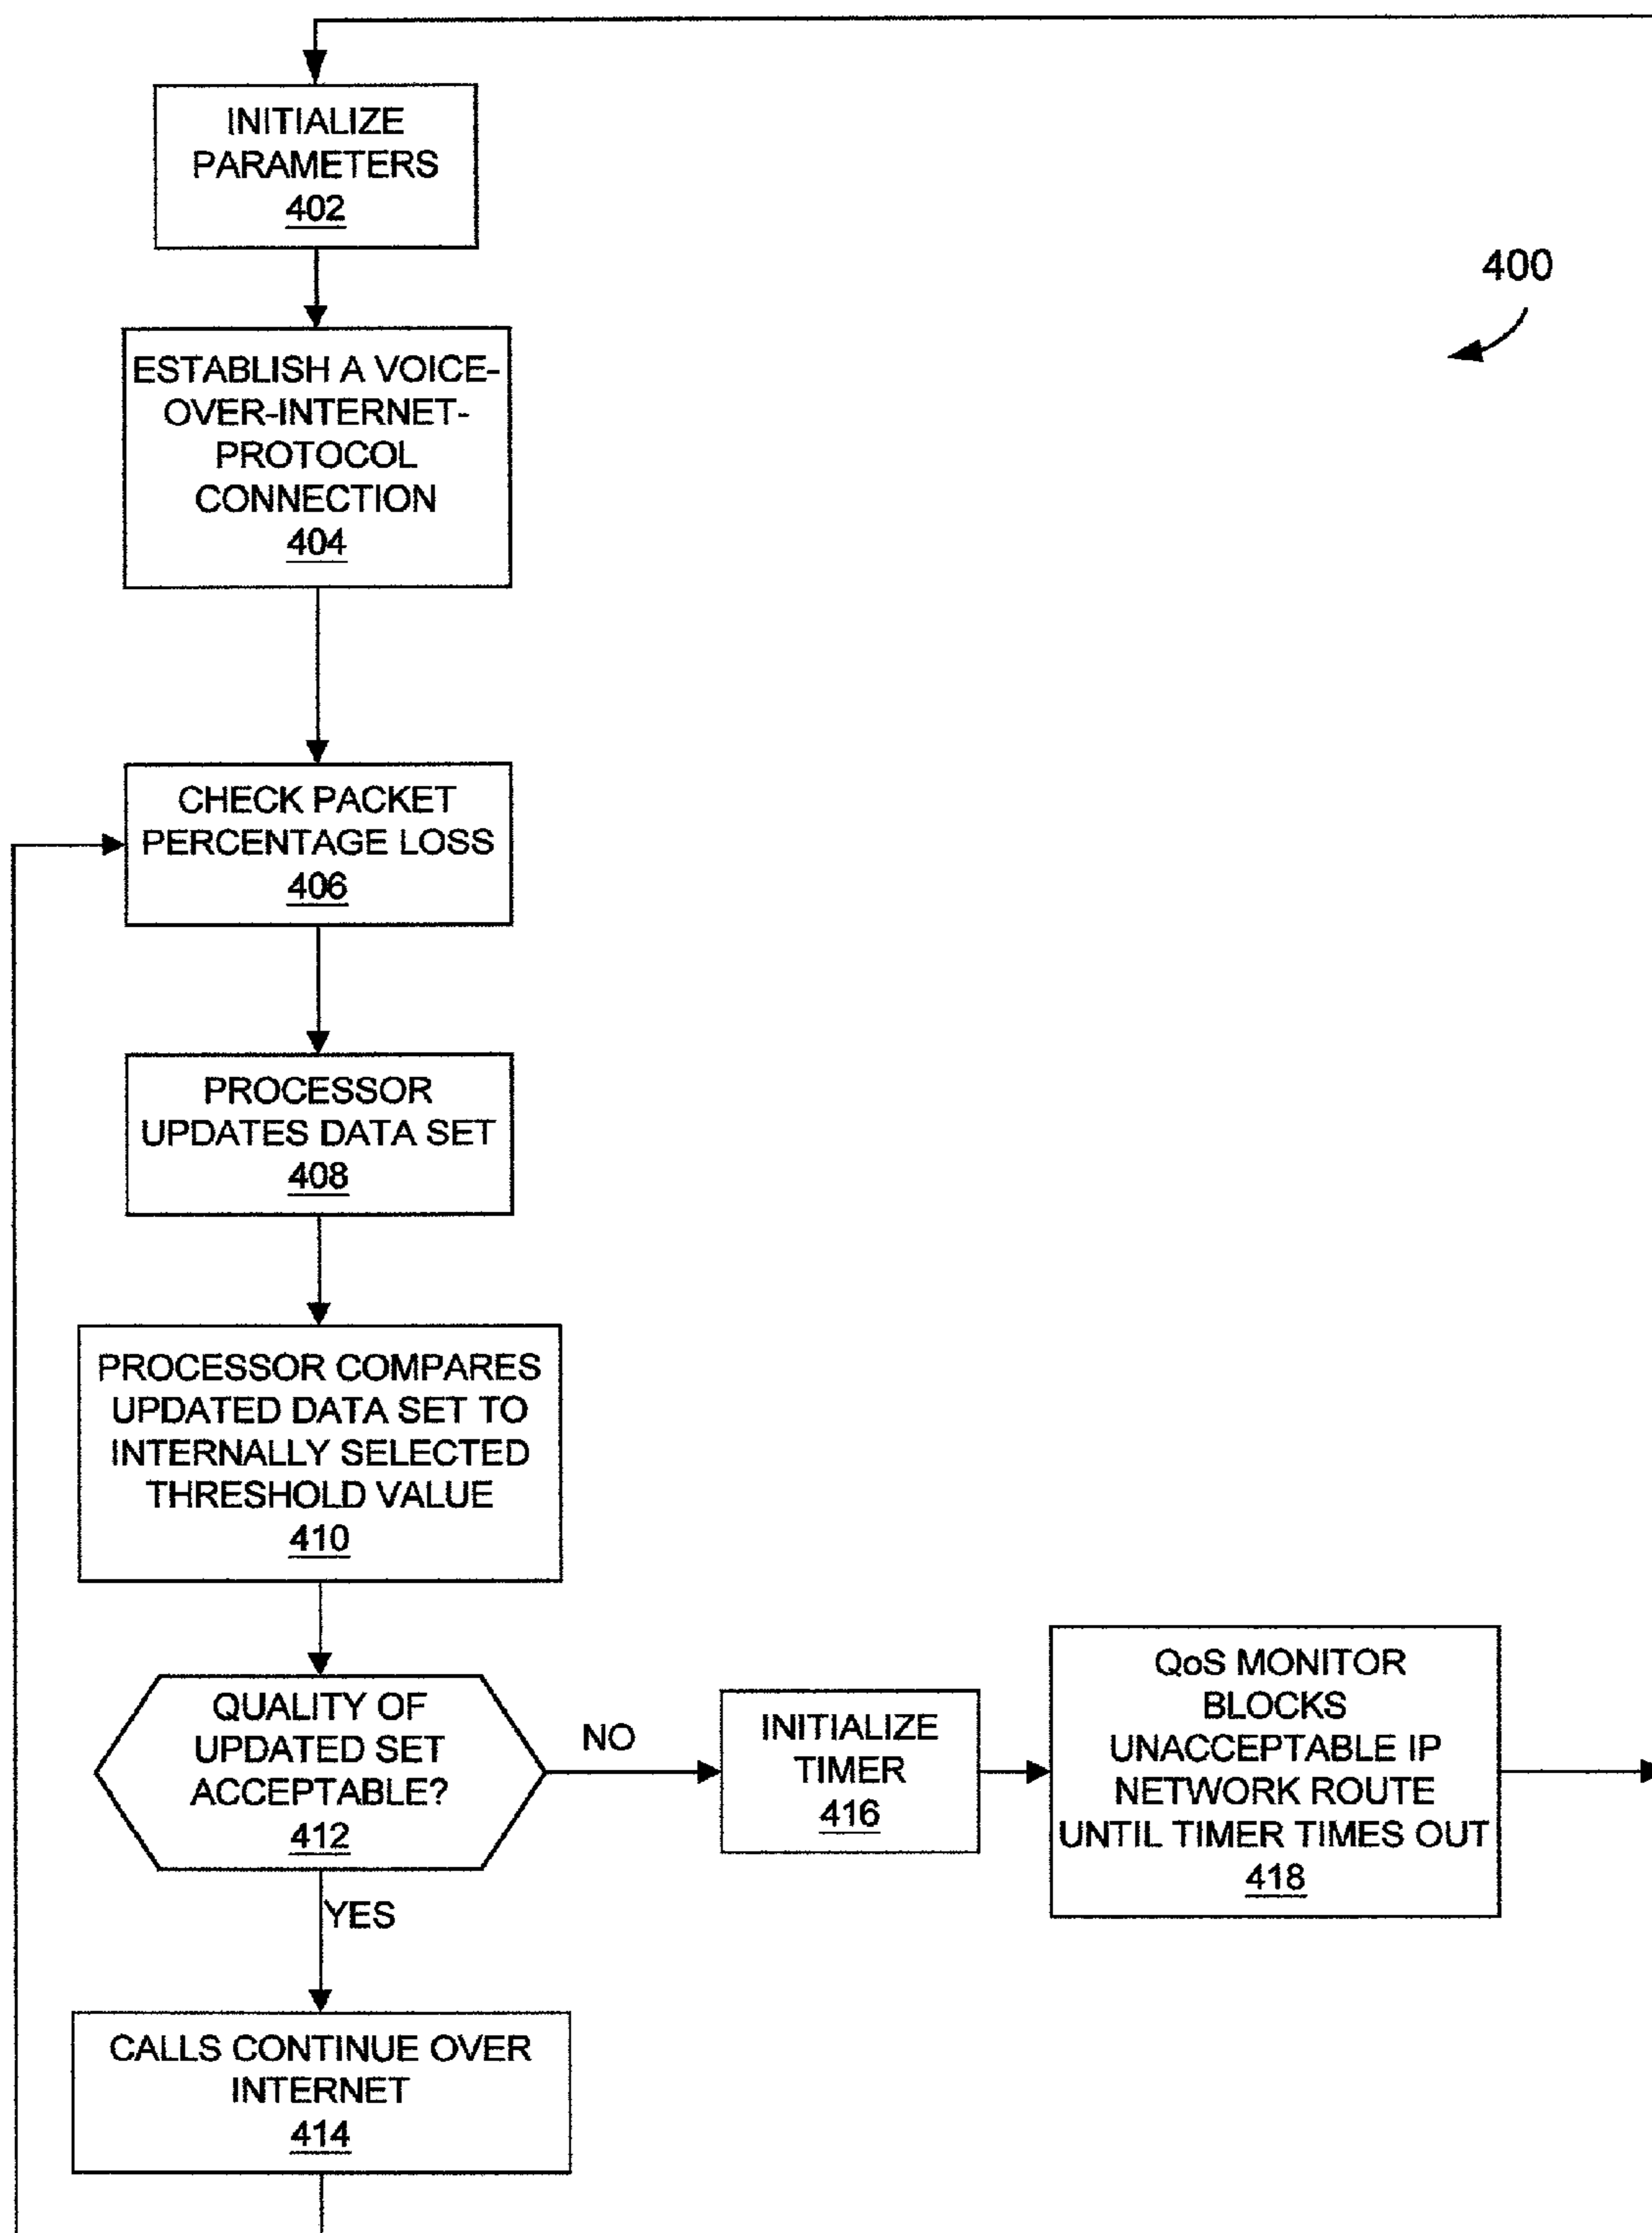 INITIALIZE
PARAMETERS
402
400
ESTABLISH A VOICE-
OVER-INTERNET-
PROTOCOL
CONNECTION
404
CHECK PACKET
PERCENTAGE LOSS
406
PROCESSOR
UPDATES DATA SET
408
PROCESSOR COMPARES
UPDATED DATA SET TO
INTERNALLY SELECTED
THRESHOLD VALUE
410
QUALITY OF
UPDATED SET
ACCEPTABLE?
412
NO
INITIALIZE
TIMER
416
QoS MONITOR
BLOCKS
UNACCEPTABLE IP
NETWORK ROUTE
UNTIL TIMER TIMES OUT
418
YES
CALLS CONTINUE OVER
INTERNET
414